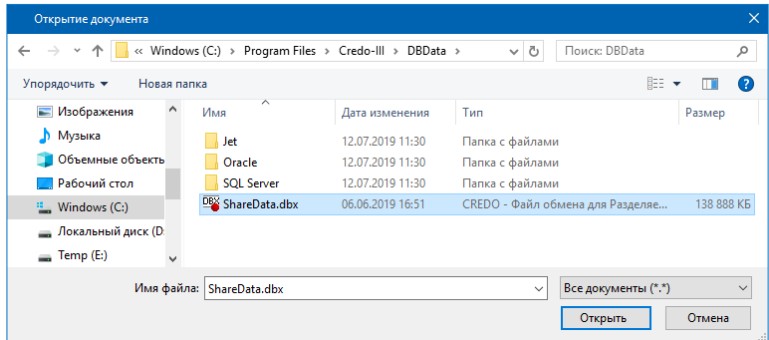 Открытие документа
« Windows (C:) › Program Files › Credo-III › DBData ›
Поиск: DBData
Упорядочить
Новая папка
Изображения
Музыка
Объемные объекть
Рабочий стол
Windows (C:)
Локальный диск (D:
Temp (E:)
Имя Дата изменения Тип Размер
Jet 12.07.2019 11:30 Папка с файлами
Oracle 12.07.2019 11:30 Папка с файлами
SQL Server 12.07.2019 11:30 Папка с файлами
DBX ShareData.dbx 06.06.2019 16:51 CREDO - Файл обмена для Разделяе... 138 888 КБ
Имя файла: ShareData.dbx Все документы (*.*)
Открыть Отмена